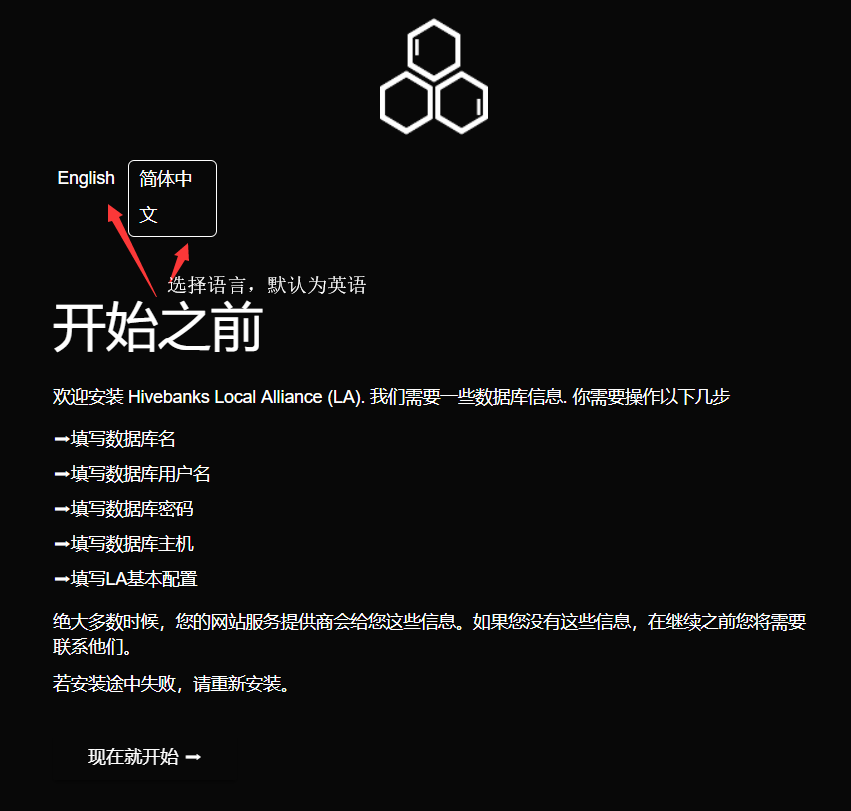 English
简体中
文
选择语言，默认为英语
开始之前
欢迎安装 Hivebanks Local Alliance (LA). 我们需要一些数据库信息. 你需要操作以下几步
➞填写数据库名
➞填写数据库用户名
➞填写数据库密码
➞填写数据库主机
➞填写LA基本配置
绝大多数时候，您的网站服务提供商会给您这些信息。如果您没有这些信息，在继续之前您将需要
联系他们。
若安装途中失败，请重新安装。
现在就开始 ➞